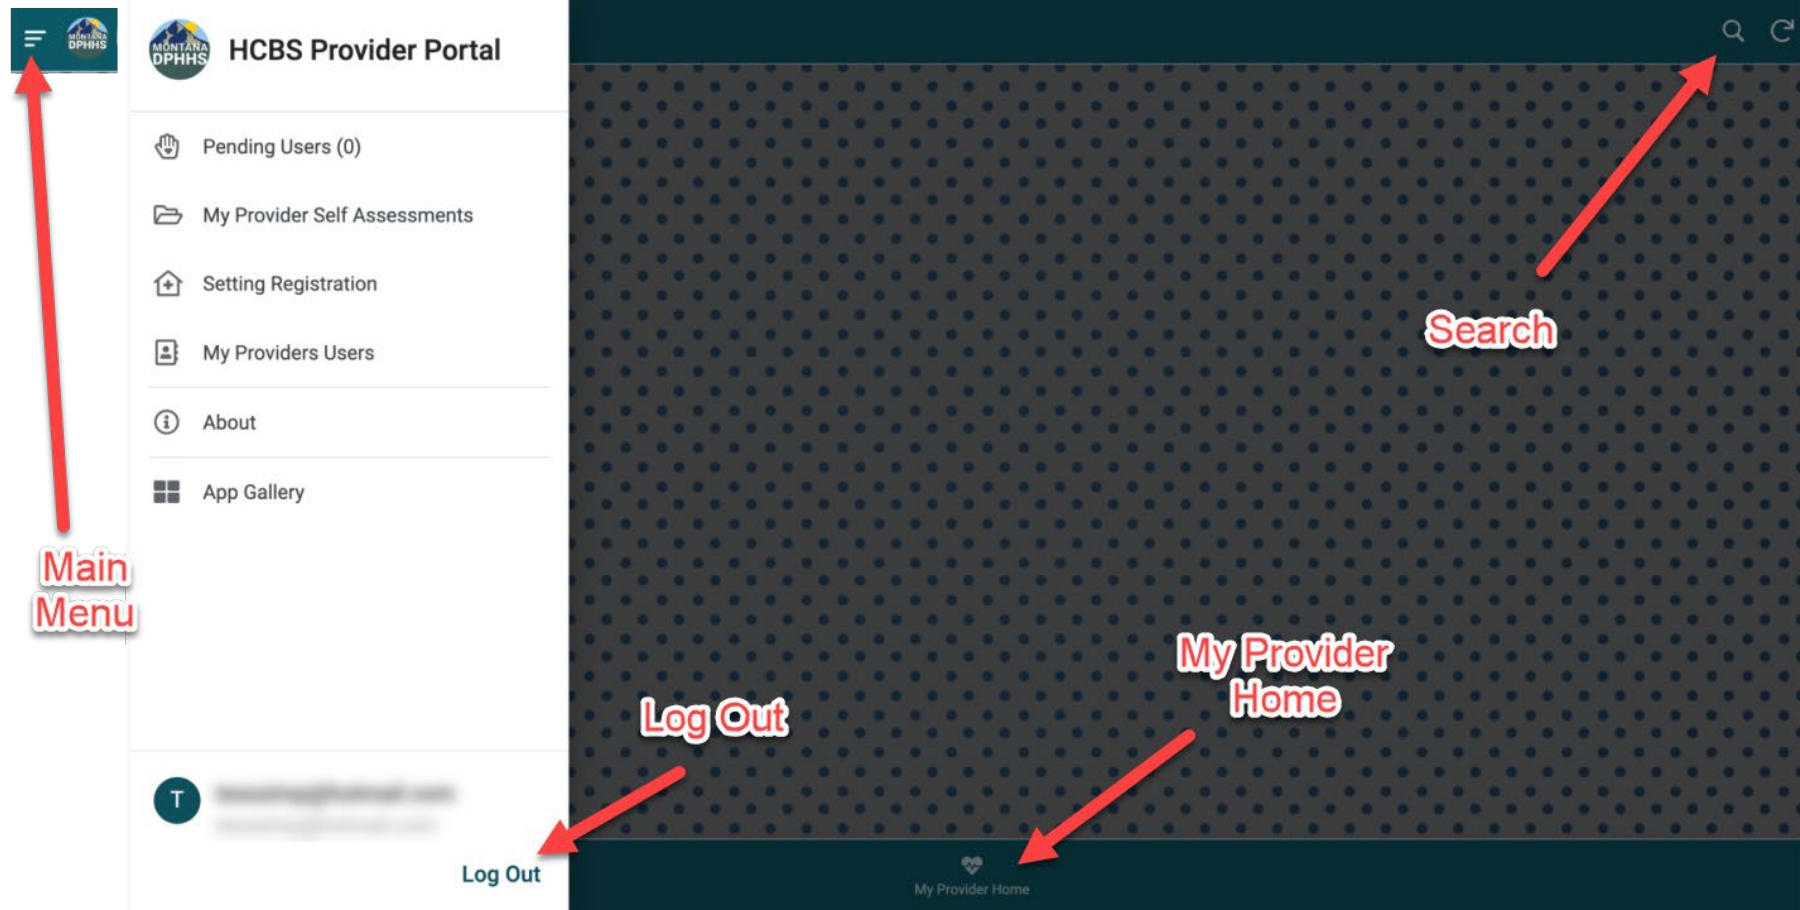 MONTANA
DPHHS
MONTANA
DPHHS
HCBS Provider Portal
Pending Users (0)
My Provider Self Assessments
Setting Registration
My Providers Users
About
App Gallery
Main
Menu
Search
My Provider
Home
Log Out
T
Log Out
My Provider Home